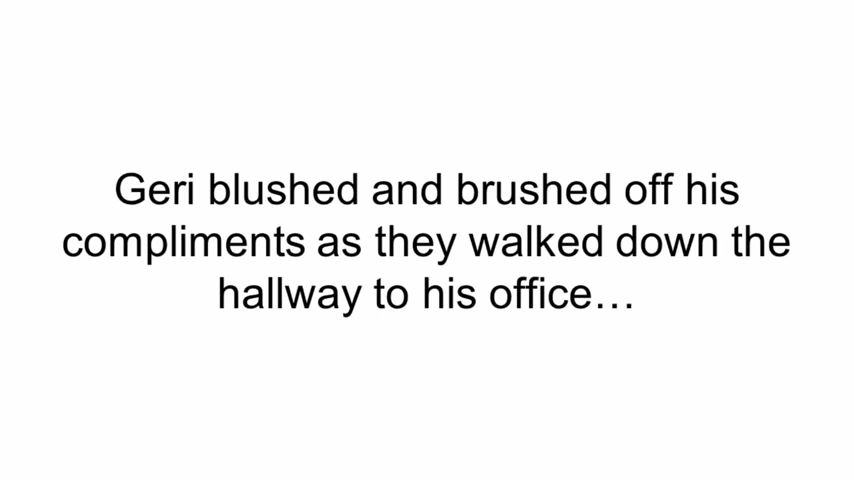 Geri blushed and brushed off his
compliments as they walked down the
hallway to his office…